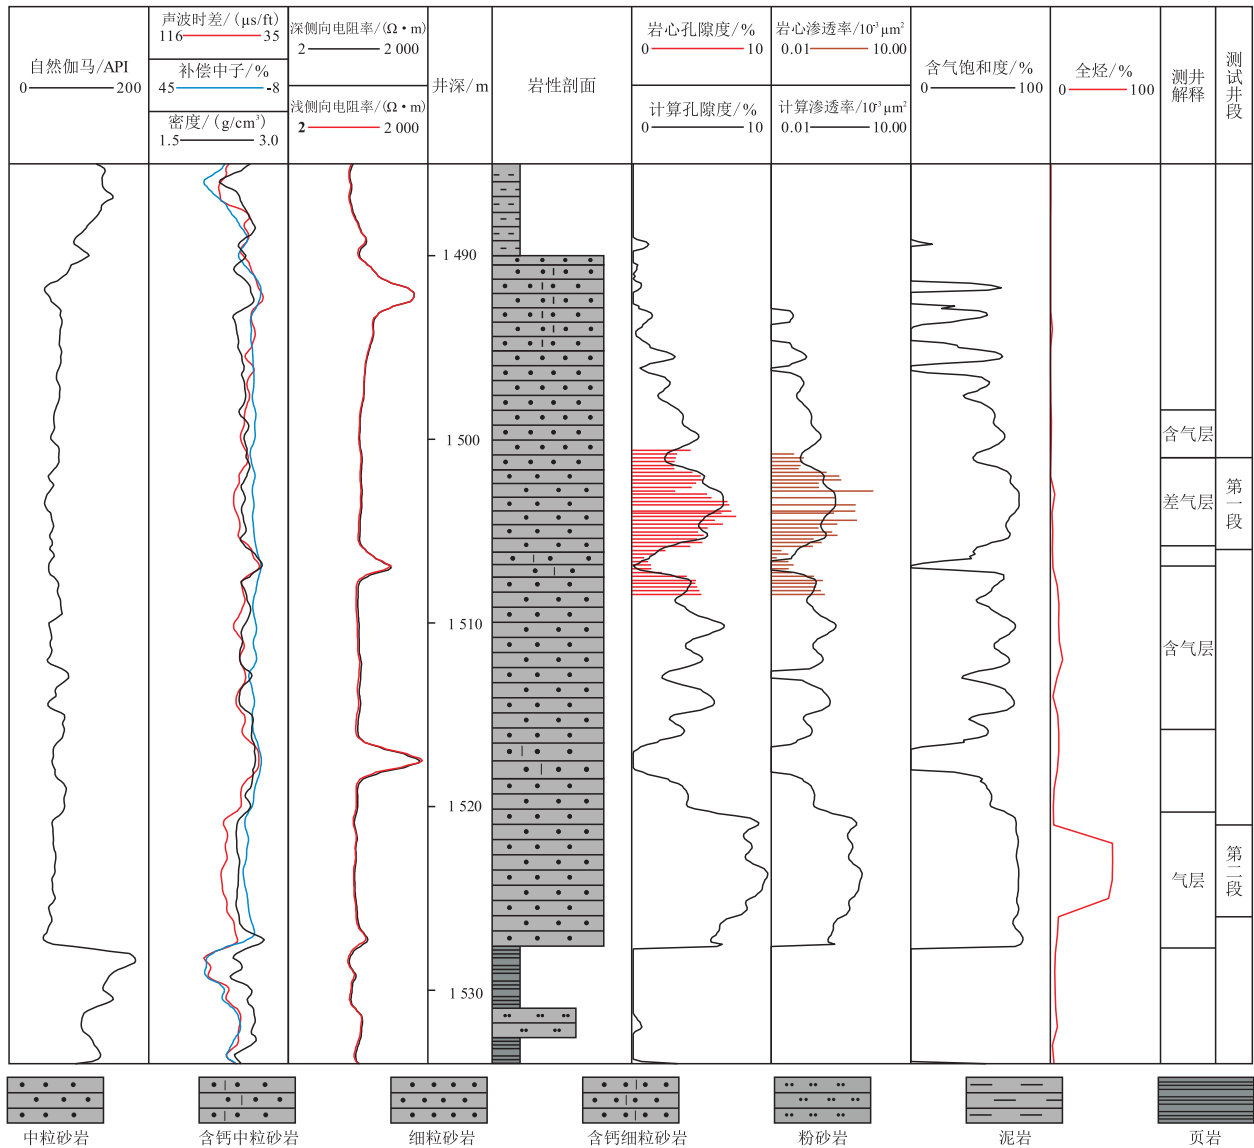 自然伽马/API
0 200
声波时差/(μs/ft)
116 35
补偿中子/%
45 -8
密度/(g/cm³)
1.5 3.0
深侧向电阻率/(Ω·m)
2 2 000
浅侧向电阻率/(Ω·m)
2 2 000
井深/m
岩性剖面
岩心孔隙度/%
0 10
计算孔隙度/%
0 10
岩心渗透率/10⁻³μm²
0.01 10.00
计算渗透率/10⁻³μm²
0.01 10.00
含气饱和度/%
0 100
全烃/%
0 100
测井
解释
测
试
井
段
1 490
1 500
1 510
1 520
1 530
含气层
差气层
含气层
气层
第
一
段
第
二
段
中粒砂岩 含钙中粒砂岩 细粒砂岩 含钙细粒砂岩 粉砂岩 泥岩 页岩